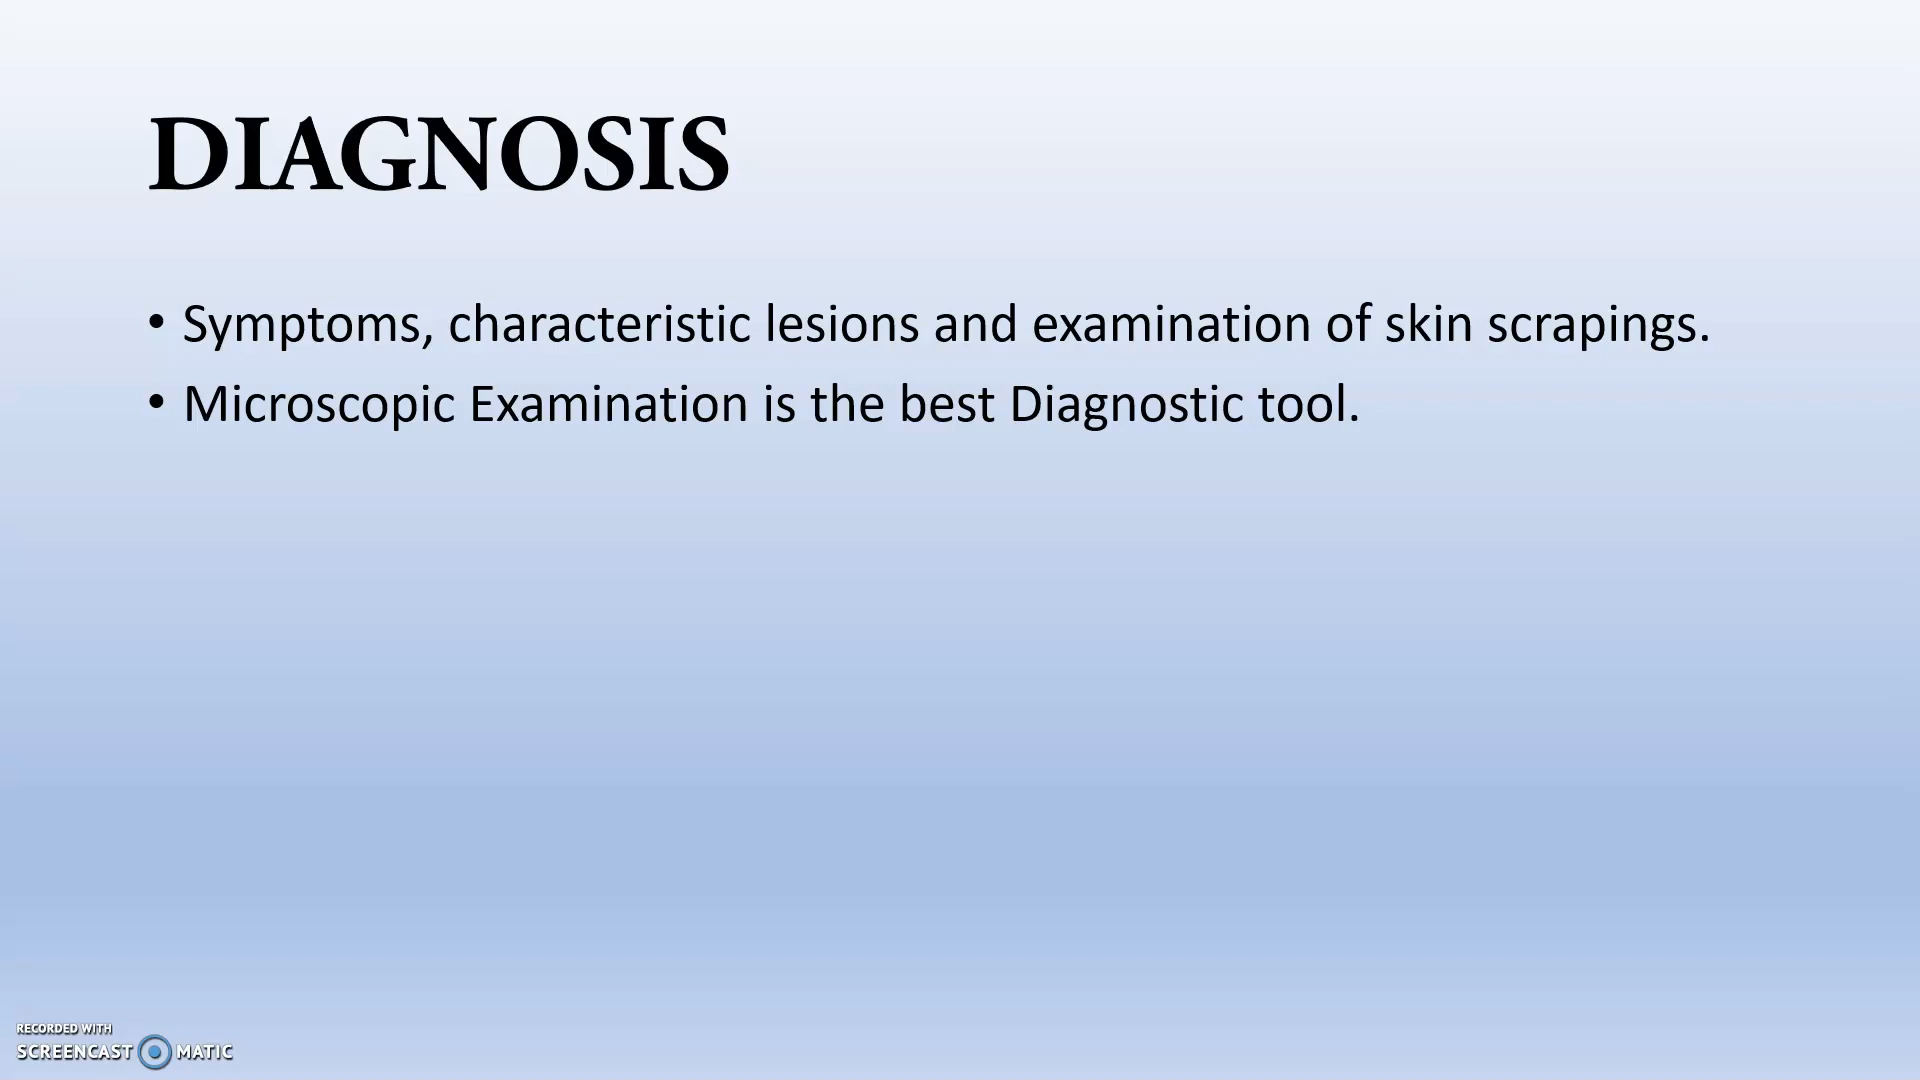 DIAGNOSIS
• Symptoms, characteristic lesions and examination of skin scrapings.
• Microscopic Examination is the best Diagnostic tool.
RECORDED WITH
SCREENCAST MATIC